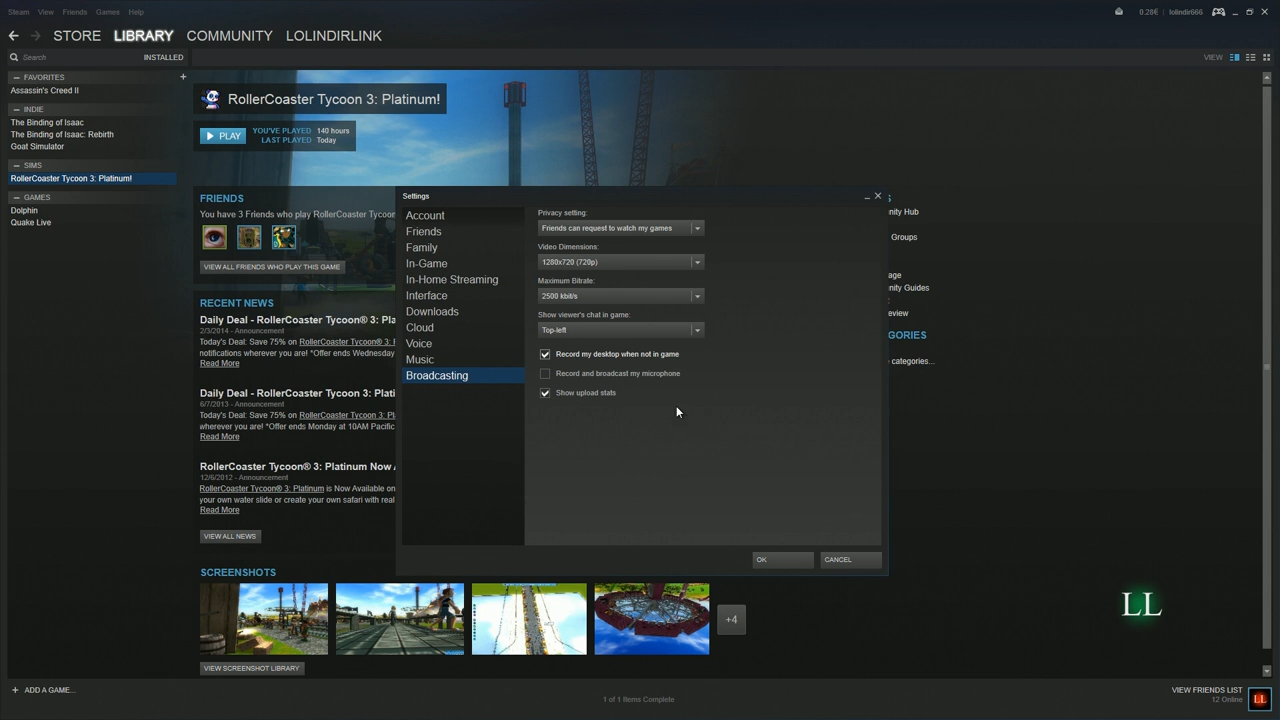 Steam View Friends Games Help
0.28€ lolindir666
STORE LIBRARY COMMUNITY LOLINDIRLINK
Search INSTALLED
VIEW
FAVORITES
Assassin's Creed II
INDIE
The Binding of Isaac
The Binding of Isaac: Rebirth
Goat Simulator
SIMS
RollerCoaster Tycoon 3: Platinum!
GAMES
Dolphin
Quake Live
RollerCoaster Tycoon 3: Platinum!
PLAY
YOU'VE PLAYED 140 hours
LAST PLAYED Today
FRIENDS
You have 3 Friends who play RollerCoaster Tycoon
VIEW ALL FRIENDS WHO PLAY THIS GAME
RECENT NEWS
Daily Deal - RollerCoaster Tycoon® 3: Pla
2/3/2014 - Announcement
Today's Deal: Save 75% on RollerCoaster Tycoon® 3:
notifications wherever you are! *Offer ends Wednesday
Read More
Daily Deal - RollerCoaster Tycoon® 3: Plati
6/7/2013 - Announcement
Today's Deal: Save 75% on RollerCoaster Tycoon® 3: Pl
wherever you are! *Offer ends Monday at 10AM Pacific
Read More
RollerCoaster Tycoon® 3: Platinum Now
12/6/2012 - Announcement
RollerCoaster Tycoon® 3: Platinum is Now Available on
your own water slide or create your own safari with real
Read More
VIEW ALL NEWS
SCREENSHOTS
+4
VIEW SCREENSHOT LIBRARY
Settings
Account
Friends
Family
In-Game
In-Home Streaming
Interface
Downloads
Cloud
Voice
Music
Broadcasting
Privacy setting:
Friends can request to watch my games
Video Dimensions:
1280x720 (720p)
Maximum Bitrate:
2500 kbit/s
Show viewer's chat in game:
Top-left
Record my desktop when not in game
Record and broadcast my microphone
Show upload stats
OK CANCEL
S
nity Hub
Groups
age
unity Guides
eview
GORIES
categories...
LL
ADD A GAME...
1 of 1 Items Complete
VIEW FRIENDS LIST
12 Online
LL